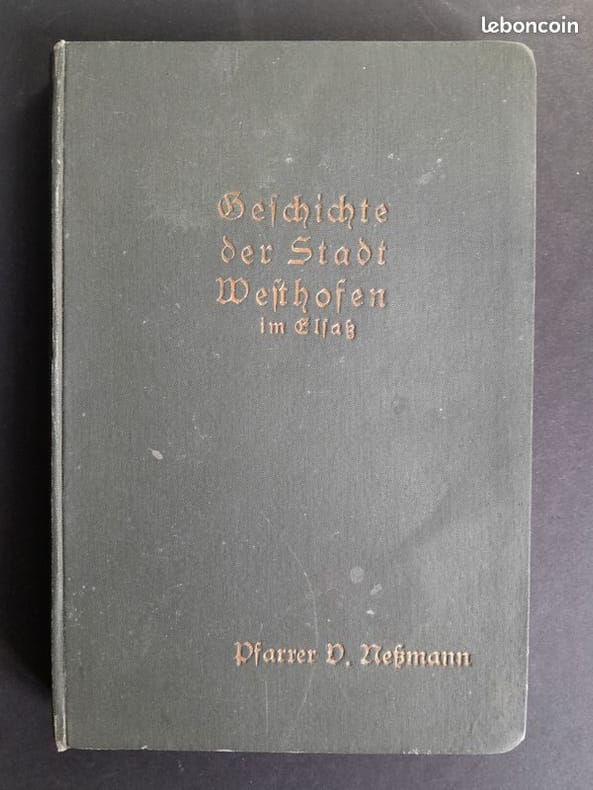 leboncoin
Geſchichte
der Stadt
Weſthofen
im Elſaß
Pfarrer V. Neßmann